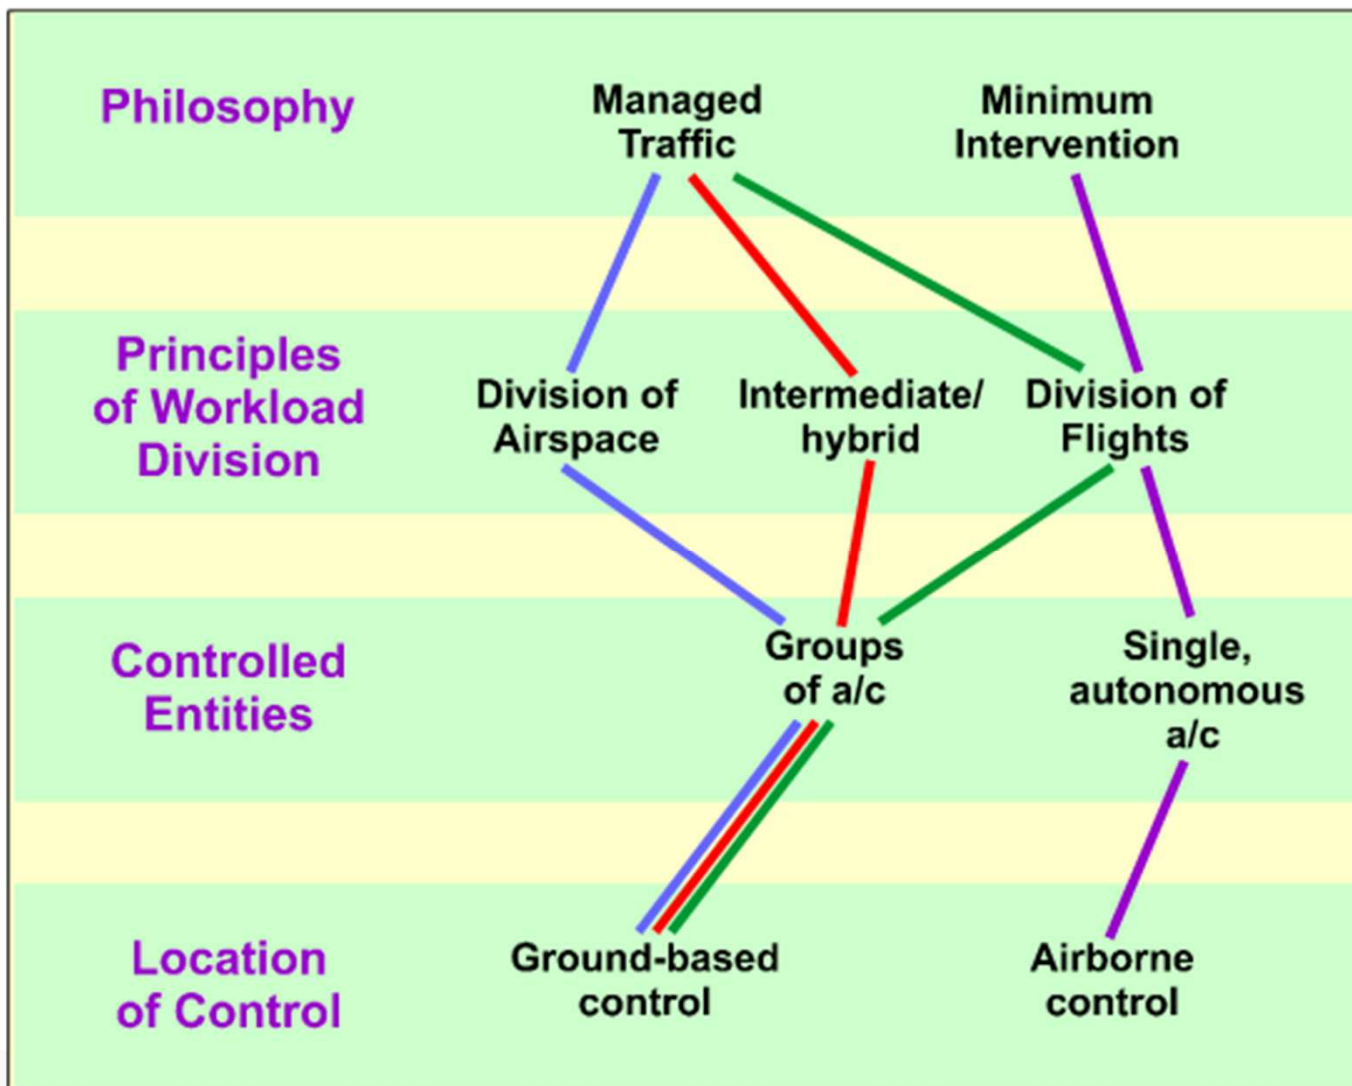 Philosophy
Managed
Traffic
Minimum
Intervention
Principles
of Workload
Division
Division of
Airspace
Intermediate/
hybrid
Division of
Flights
Controlled
Entities
Groups
of a/c
Single,
autonomous
a/c
Location
of Control
Ground-based
control
Airborne
control